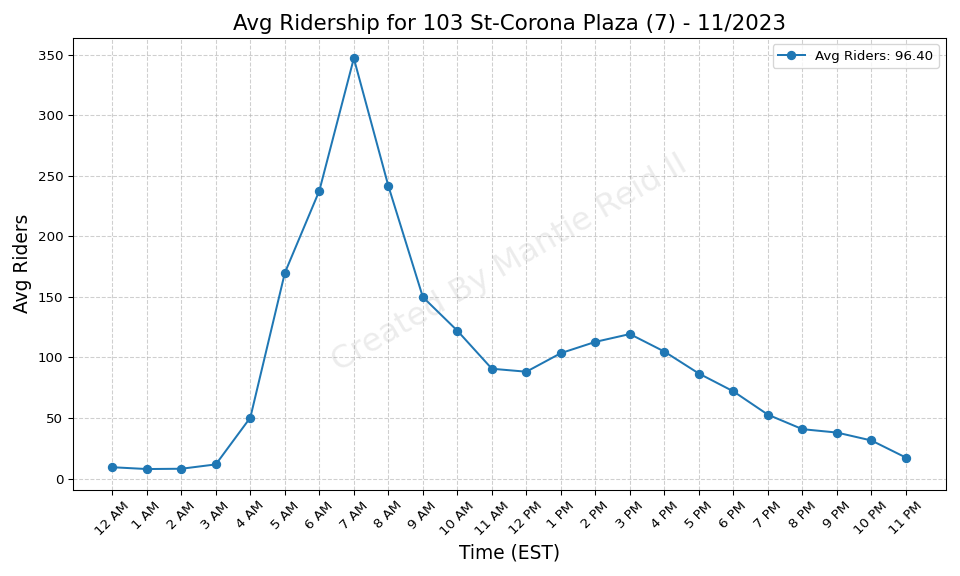 Avg Ridership for 103 St-Corona Plaza (7) - 11/2023
Avg Riders: 96.40
350
300
250
200
150
100
50
0
Avg Riders
Created By Mantie Reid II
12 AM
1 AM
2 AM
3 AM
4 AM
5 AM
6 AM
7 AM
8 AM
9 AM
10 AM
11 AM
12 PM
1 PM
2 PM
3 PM
4 PM
5 PM
6 PM
7 PM
8 PM
9 PM
10 PM
11 PM
Time (EST)